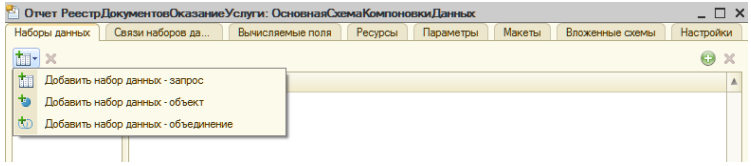 Отчет РеестрДокументовОказаниеУслуги: ОсновнаяСхемаКомпоновкиДанных
Наборы данных Связи наборов да... Вычисляемые поля Ресурсы Параметры Макеты Вложенные схемы Настройки
Добавить набор данных - запрос
Добавить набор данных - объект
Добавить набор данных - объединение